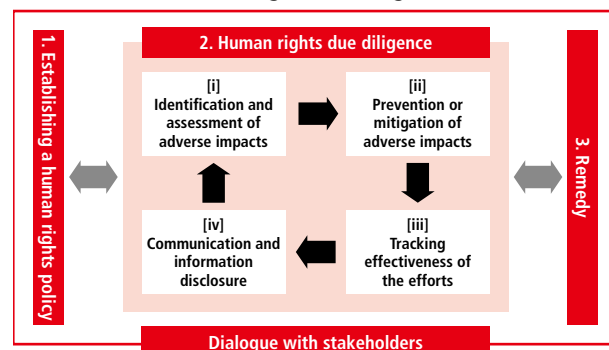 1. Establishing a human rights policy
2. Human rights due diligence
[i]
Identification and
assessment of
adverse impacts
[ii]
Prevention or
mitigation of
adverse impacts
[iv]
Communication and
information
disclosure
[iii]
Tracking
effectiveness of
the efforts
3. Remedy
Dialogue with stakeholders